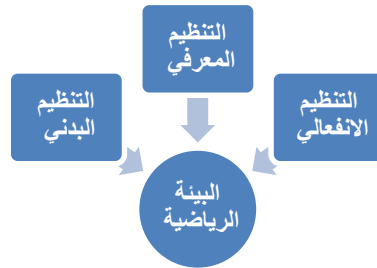 التنظيم
المعرفي
التنظيم
الانفعالي
التنظيم
البدني
البيئة
الرياضية